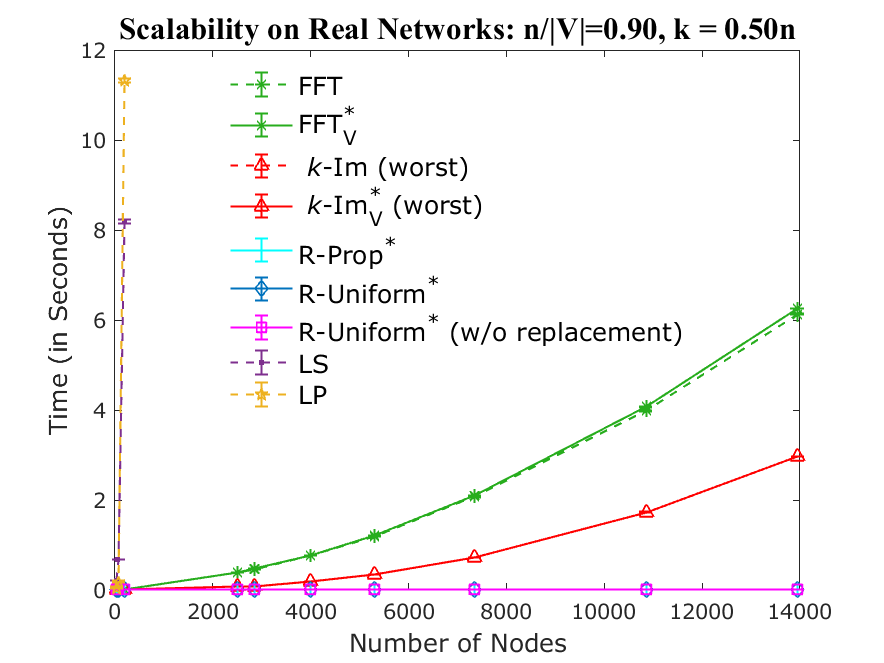 Scalability on Real Networks: n/|V|=0.90, k = 0.50n
12
10
8
6
4
2
0
Time (in Seconds)
FFT
FFT*V
k-Im (worst)
k-Im*V (worst)
R-Prop*
R-Uniform*
R-Uniform* (w/o replacement)
LS
LP
0 2000 4000 6000 8000 10000 12000 14000
Number of Nodes